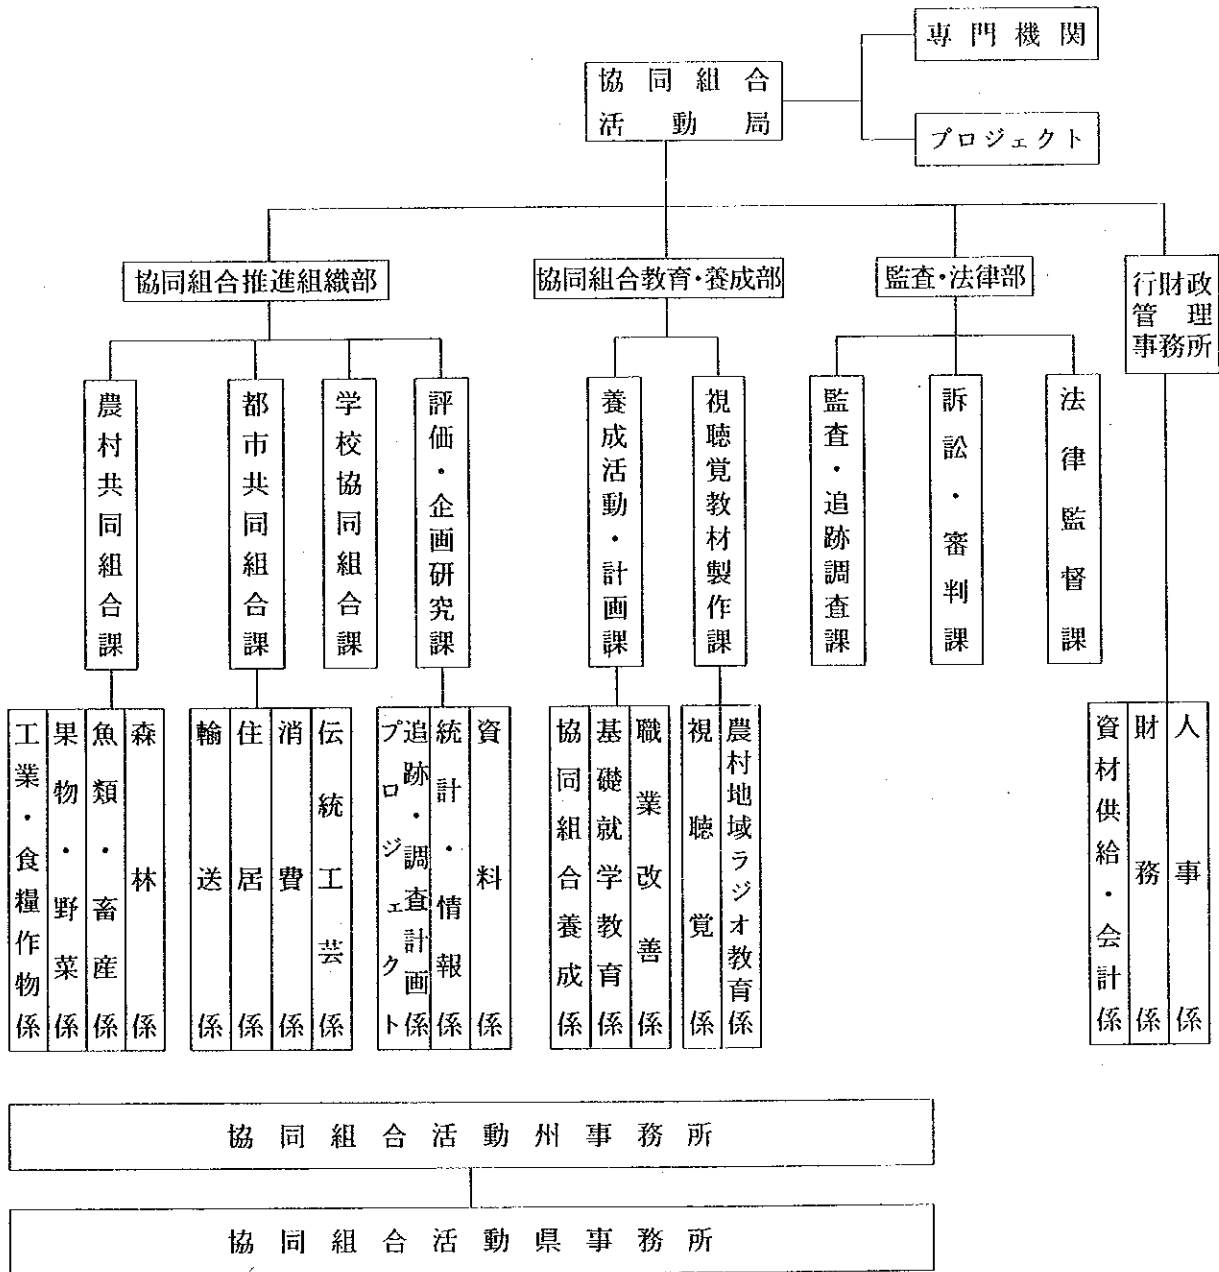 専門機関
協同組合
活動局
プロジェクト
協同組合推進組織部
協同組合教育・養成部
監査・法律部
行財政
管理
事務所
農村共同組合課
都市共同組合課
学校協同組合課
評価・企画研究課
養成活動・計画課
視聴覚教材製作課
監査・追跡調査課
訴訟・審判課
法律監督課
工業・食糧作物係
果物・野菜係
魚類・畜産係
森林係
輸送係
住居係
消費係
伝統工芸係
プロジェクト
追跡・調査計画係
統計・情報係
資料係
協同組合養成係
基礎就学教育係
職業改善係
視聴覚係
農村地域ラジオ教育係
資材供給・会計係
財務係
人事係
協同組合活動州事務所
協同組合活動県事務所